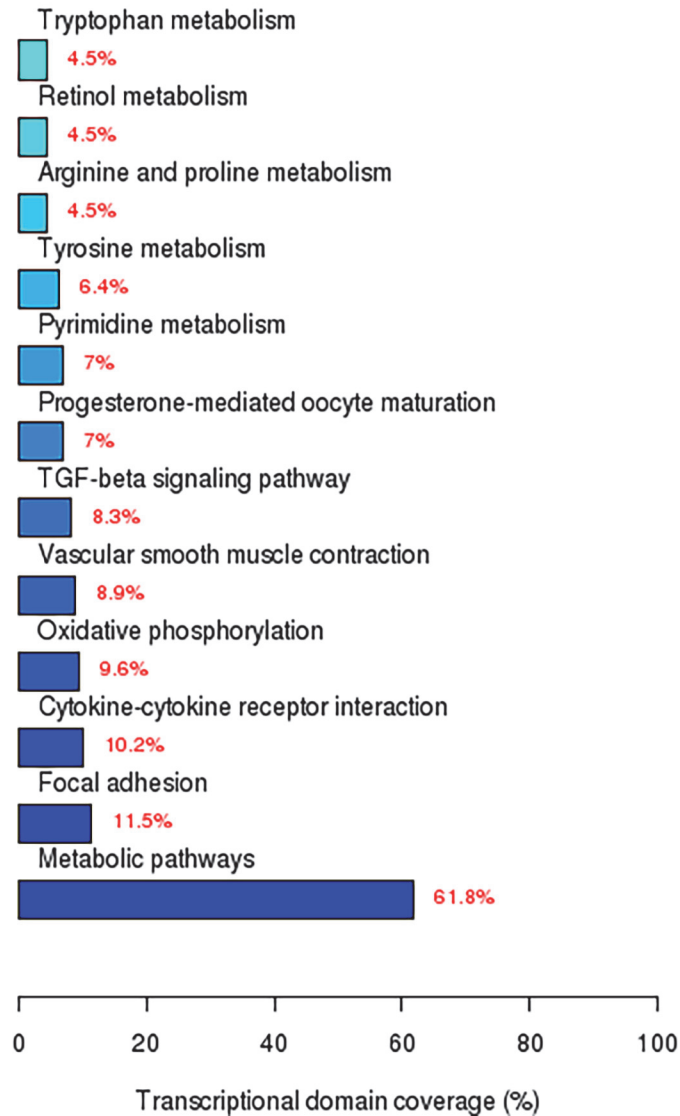 Tryptophan metabolism
4.5%
Retinol metabolism
4.5%
Arginine and proline metabolism
4.5%
Tyrosine metabolism
6.4%
Pyrimidine metabolism
7%
Progesterone-mediated oocyte maturation
7%
TGF-beta signaling pathway
8.3%
Vascular smooth muscle contraction
8.9%
Oxidative phosphorylation
9.6%
Cytokine-cytokine receptor interaction
10.2%
Focal adhesion
11.5%
Metabolic pathways
61.8%
0 20 40 60 80 100
Transcriptional domain coverage (%)